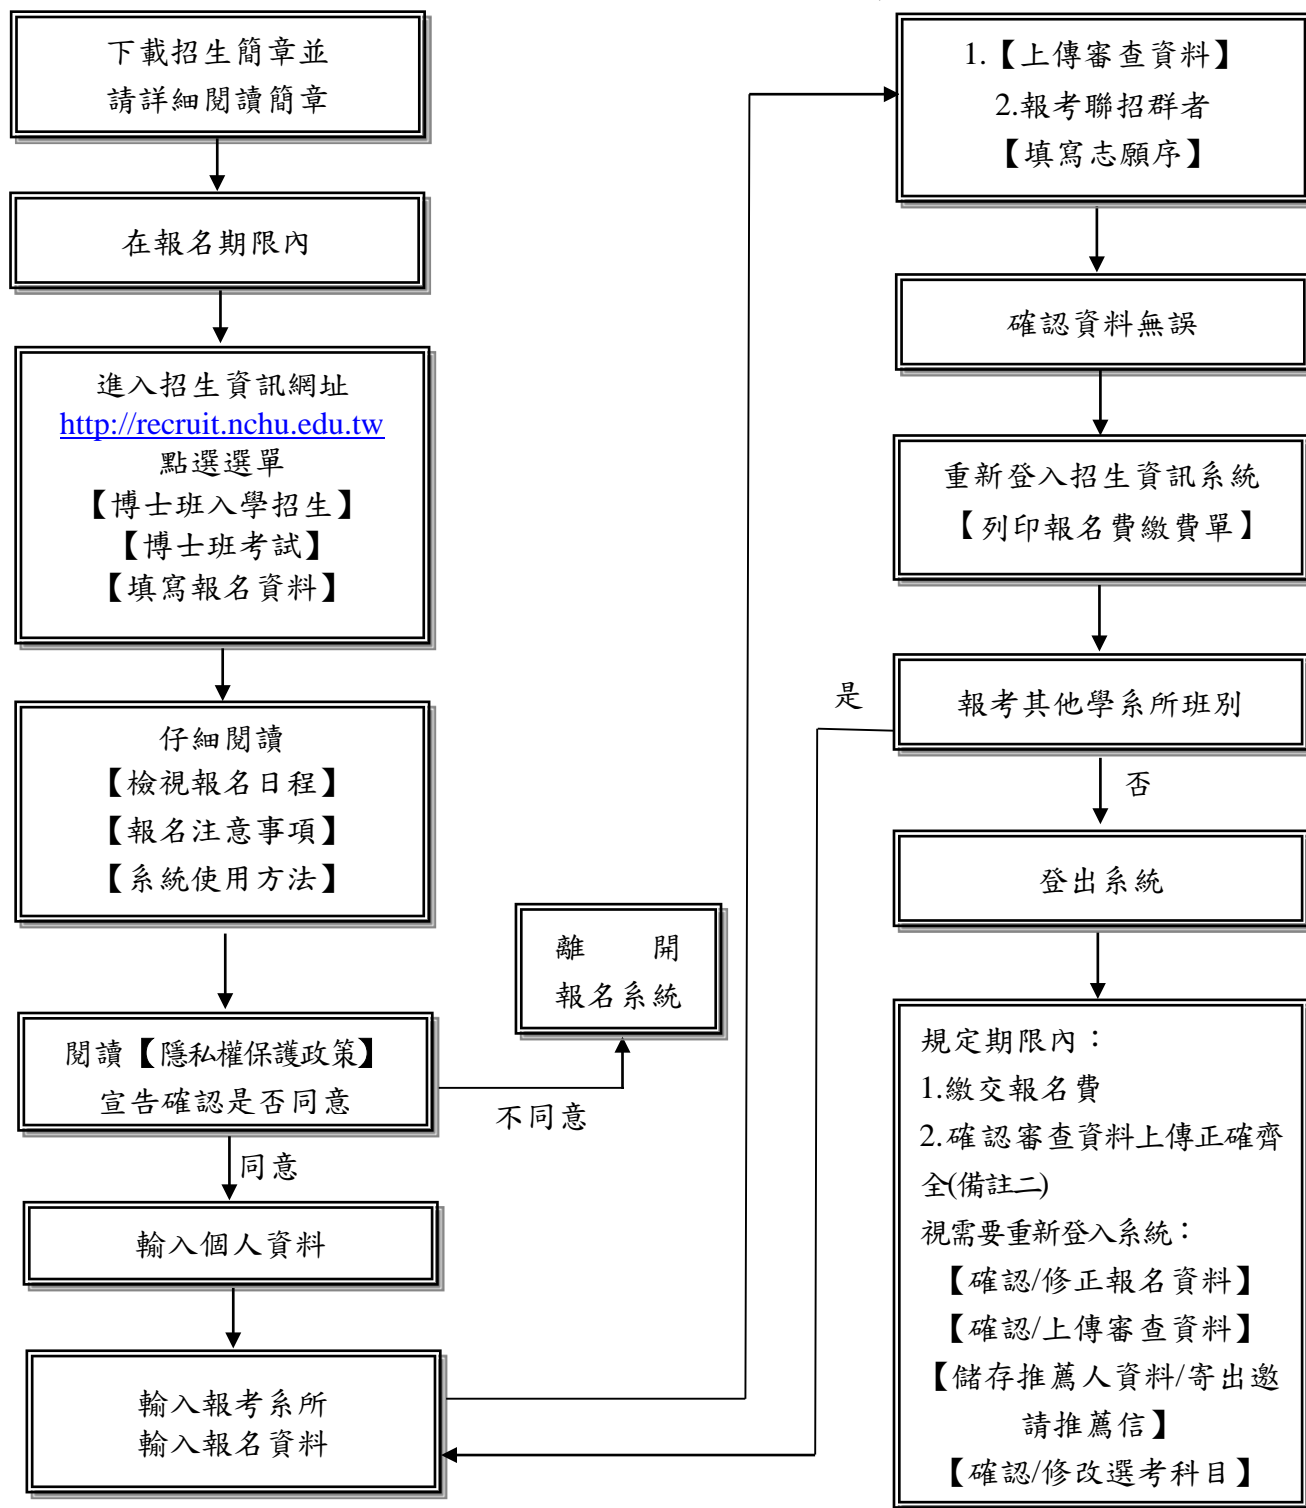 下載招生簡章並
請詳細閱讀簡章
在報名期限內
進入招生資訊網址
http://recruit.nchu.edu.tw
點選選單
【博士班入學招生】
【博士班考試】
【填寫報名資料】
仔細閱讀
【檢視報名日程】
【報名注意事項】
【系統使用方法】
閱讀【隱私權保護政策】
宣告確認是否同意
不同意
離 開
報名系統
同意
輸入個人資料
輸入報考系所
輸入報名資料
1.【上傳審查資料】
2.報考聯招群者
【填寫志願序】
確認資料無誤
重新登入招生資訊系統
【列印報名費繳費單】
報考其他學系所班別
是
否
登出系統
規定期限內：
1.繳交報名費
2.確認審查資料上傳正確齊
全(備註二)
視需要重新登入系統：
【確認/修正報名資料】
【確認/上傳審查資料】
【儲存推薦人資料/寄出邀
請推薦信】
【確認/修改選考科目】